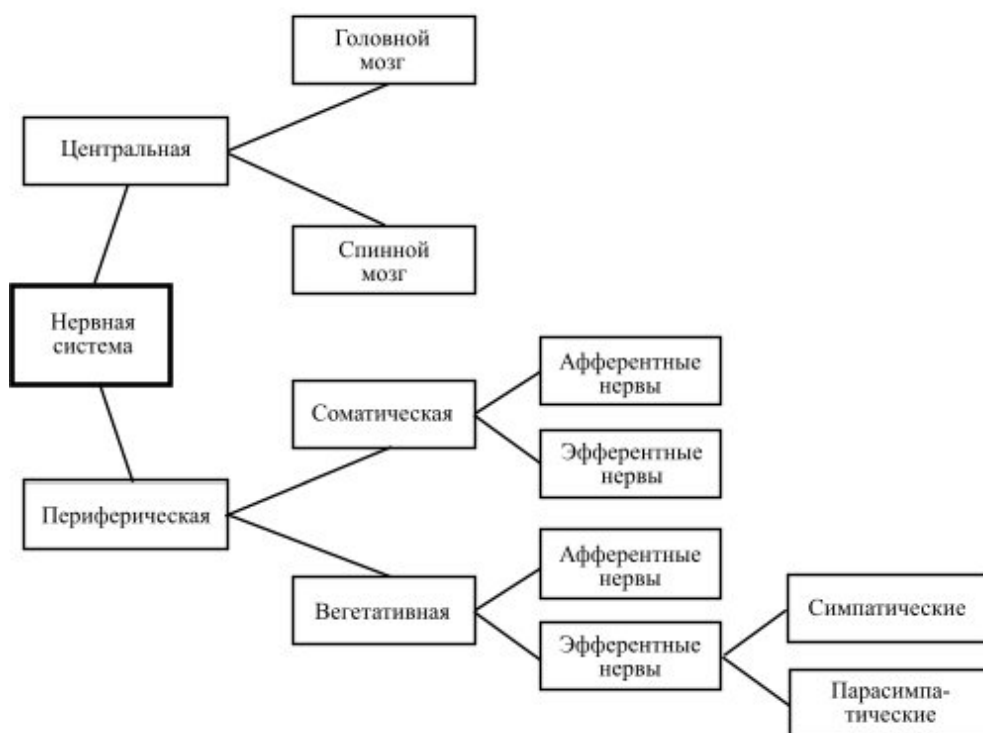 Головной
мозг
Центральная
Спинной
мозг
Нервная
система
Афферентные
нервы
Соматическая
Эфферентные
нервы
Периферическая
Афферентные
нервы
Вегетативная
Симпатические
Эфферентные
нервы
Парасимпа-
тические